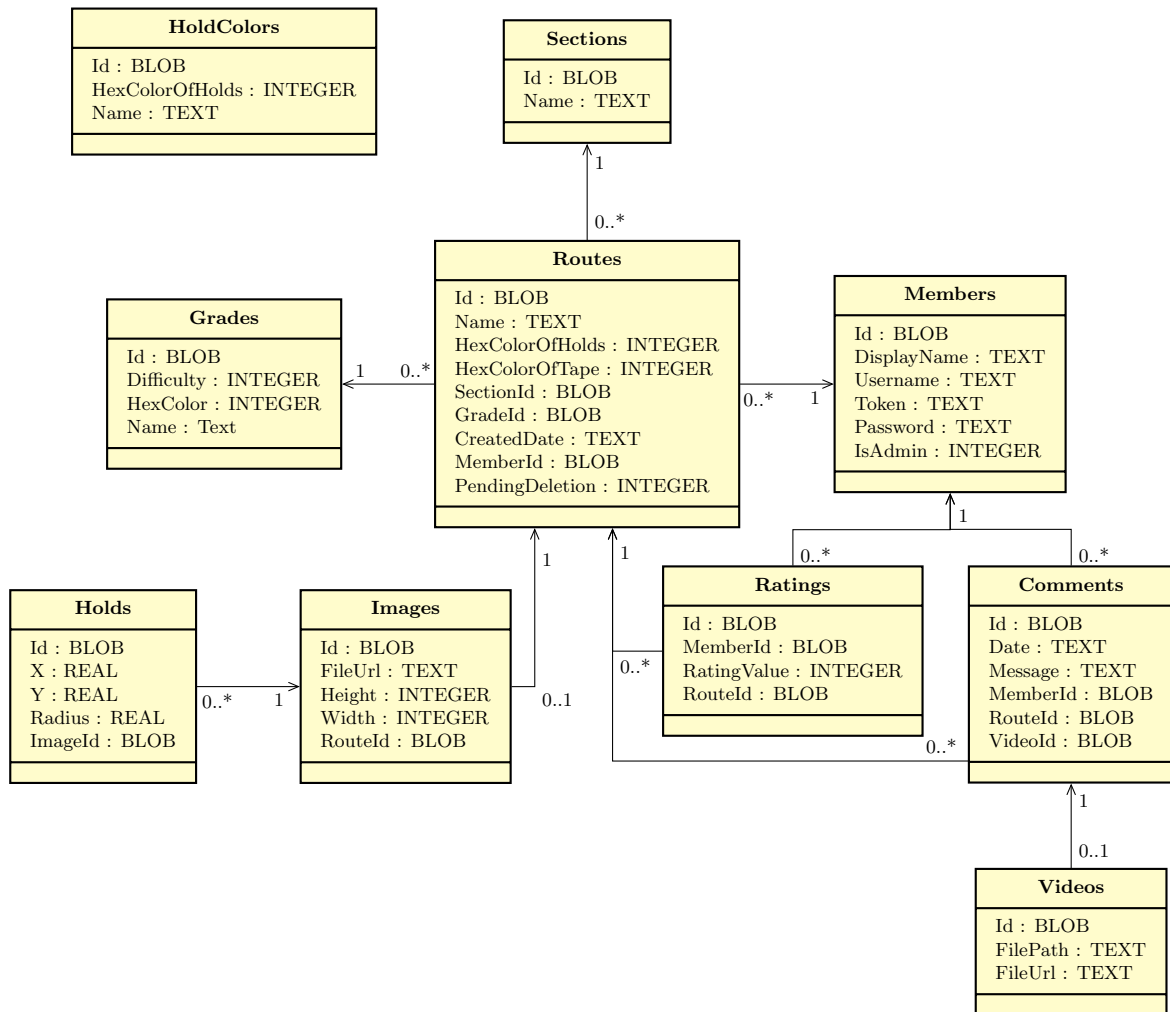 HoldColors
Id : BLOB
HexColorOfHolds : INTEGER
Name : TEXT
Sections
Id : BLOB
Name : TEXT
1
0..*
Routes
Id : BLOB
Name : TEXT
HexColorOfHolds : INTEGER
HexColorOfTape : INTEGER
SectionId : BLOB
GradeId : BLOB
CreatedDate : TEXT
MemberId : BLOB
PendingDeletion : INTEGER
Grades
Id : BLOB
Difficulty : INTEGER
HexColor : INTEGER
Name : Text
1
0..*
Members
Id : BLOB
DisplayName : TEXT
Username : TEXT
Token : TEXT
Password : TEXT
IsAdmin : INTEGER
0..*
1
1
0..*
0..*
1
1
Holds
Id : BLOB
X : REAL
Y : REAL
Radius : REAL
ImageId : BLOB
0..*
1
Images
Id : BLOB
FileUrl : TEXT
Height : INTEGER
Width : INTEGER
RouteId : BLOB
0..1
Ratings
Id : BLOB
MemberId : BLOB
RatingValue : INTEGER
RouteId : BLOB
0..*
Comments
Id : BLOB
Date : TEXT
Message : TEXT
MemberId : BLOB
RouteId : BLOB
VideoId : BLOB
0..*
1
0..1
Videos
Id : BLOB
FilePath : TEXT
FileUrl : TEXT